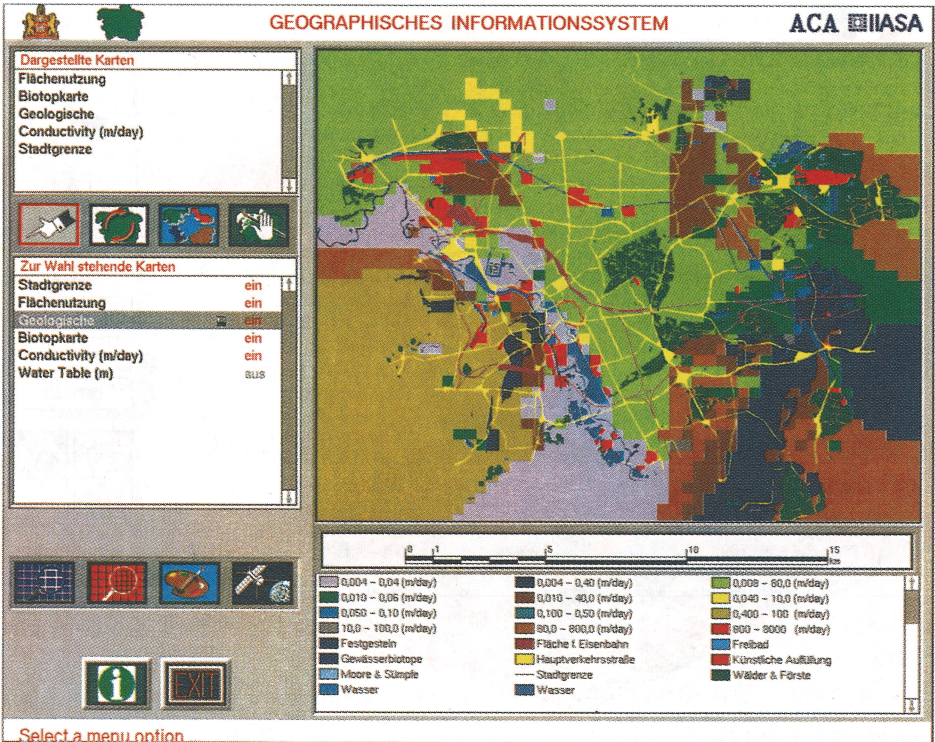 GEOGRAPHISCHES INFORMATIONSSYSTEM
ACA IIASA
Dargestellte Karten
Flächenutzung
Biotopkarte
Geologische
Conductivity (m/day)
Stadtgrenze
Zur Wahl stehende Karten
Stadtgrenze ein
Flächenutzung ein
Geologische ein
Biotopkarte ein
Conductivity (m/day) ein
Water Table (m) aus
0 1 5 10 15
km
0,004 - 0,04 (m/day) 0,004 - 0,40 (m/day) 0,008 - 80,0 (m/day)
0,010 - 0,06 (m/day) 0,010 - 40,0 (m/day) 0,040 - 10,0 (m/day)
0,050 - 0,10 (m/day) 0,100 - 0,50 (m/day) 0,400 - 100 (m/day)
10,0 - 100,0 (m/day) 80,0 - 800,0 (m/day) 800 - 8000 (m/day)
Festgestein Fläche f. Eisenbahn Freibad
Gewässerbiotope Hauptverkehrsstraße Künstliche Auffüllung
Moore & Sümpfe Stadtgrenze Wälder & Förste
Wasser Wasser
i EXIT
Select a menu option